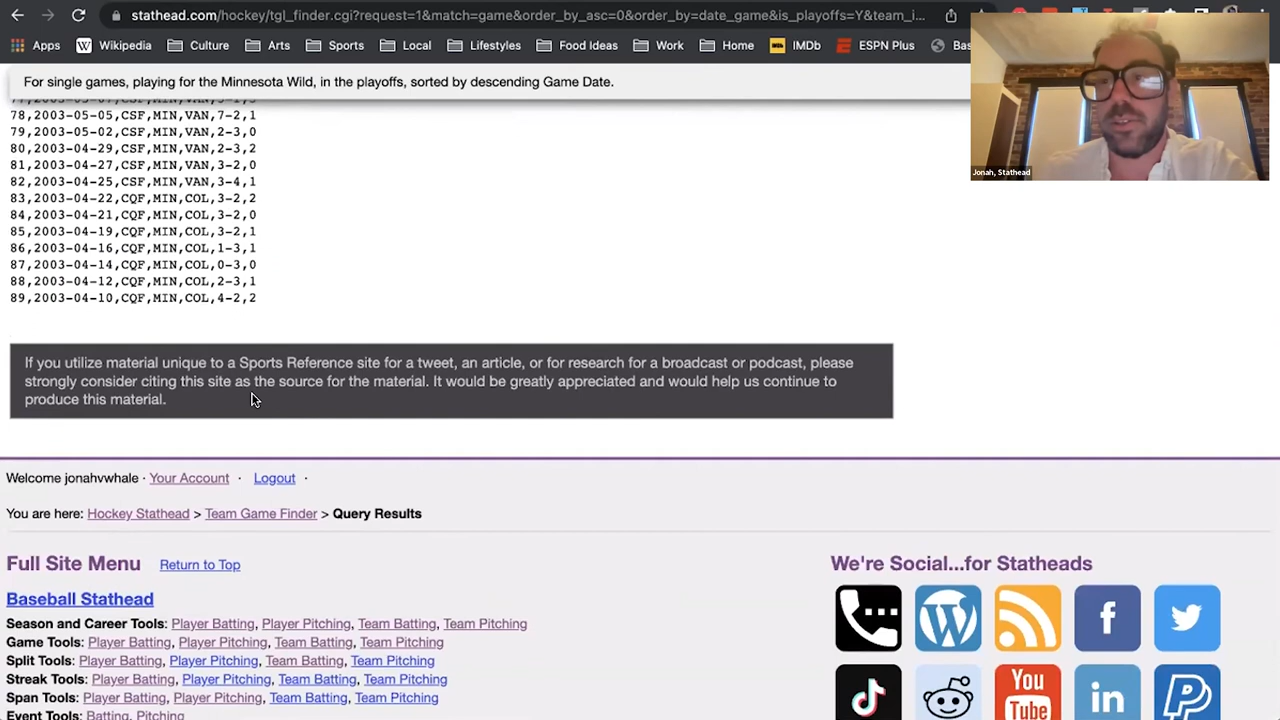 stathead.com/hockey/tgl_finder.cgi?request=1&match=game&order_by_asc=0&order_by=date_game&is_playoffs=Y&team_i...
Apps Wikipedia Culture Arts Sports Local Lifestyles Food Ideas Work Home IMDb ESPN Plus Bas
For single games, playing for the Minnesota Wild, in the playoffs, sorted by descending Game Date.
Jonah, Stathead
78,2003-05-05,CSF,MIN,VAN,7-2,1
79,2003-05-02,CSF,MIN,VAN,2-3,0
80,2003-04-29,CSF,MIN,VAN,2-3,2
81,2003-04-27,CSF,MIN,VAN,3-2,0
82,2003-04-25,CSF,MIN,VAN,3-4,1
83,2003-04-22,CQF,MIN,COL,3-2,2
84,2003-04-21,CQF,MIN,COL,3-2,0
85,2003-04-19,CQF,MIN,COL,3-2,1
86,2003-04-16,CQF,MIN,COL,1-3,1
87,2003-04-14,CQF,MIN,COL,0-3,0
88,2003-04-12,CQF,MIN,COL,2-3,1
89,2003-04-10,CQF,MIN,COL,4-2,2
If you utilize material unique to a Sports Reference site for a tweet, an article, or for research for a broadcast or podcast, please
strongly consider citing this site as the source for the material. It would be greatly appreciated and would help us continue to
produce this material.
Welcome jonahvwhale · Your Account · Logout ·
You are here: Hockey Stathead > Team Game Finder > Query Results
Full Site Menu Return to Top
Baseball Stathead
Season and Career Tools: Player Batting, Player Pitching, Team Batting, Team Pitching
Game Tools: Player Batting, Player Pitching, Team Batting, Team Pitching
Split Tools: Player Batting, Player Pitching, Team Batting, Team Pitching
Streak Tools: Player Batting, Player Pitching, Team Batting, Team Pitching
Span Tools: Player Batting, Player Pitching, Team Batting, Team Pitching
Event Tools: Batting, Pitching
We're Social...for Statheads
You
Tube
in